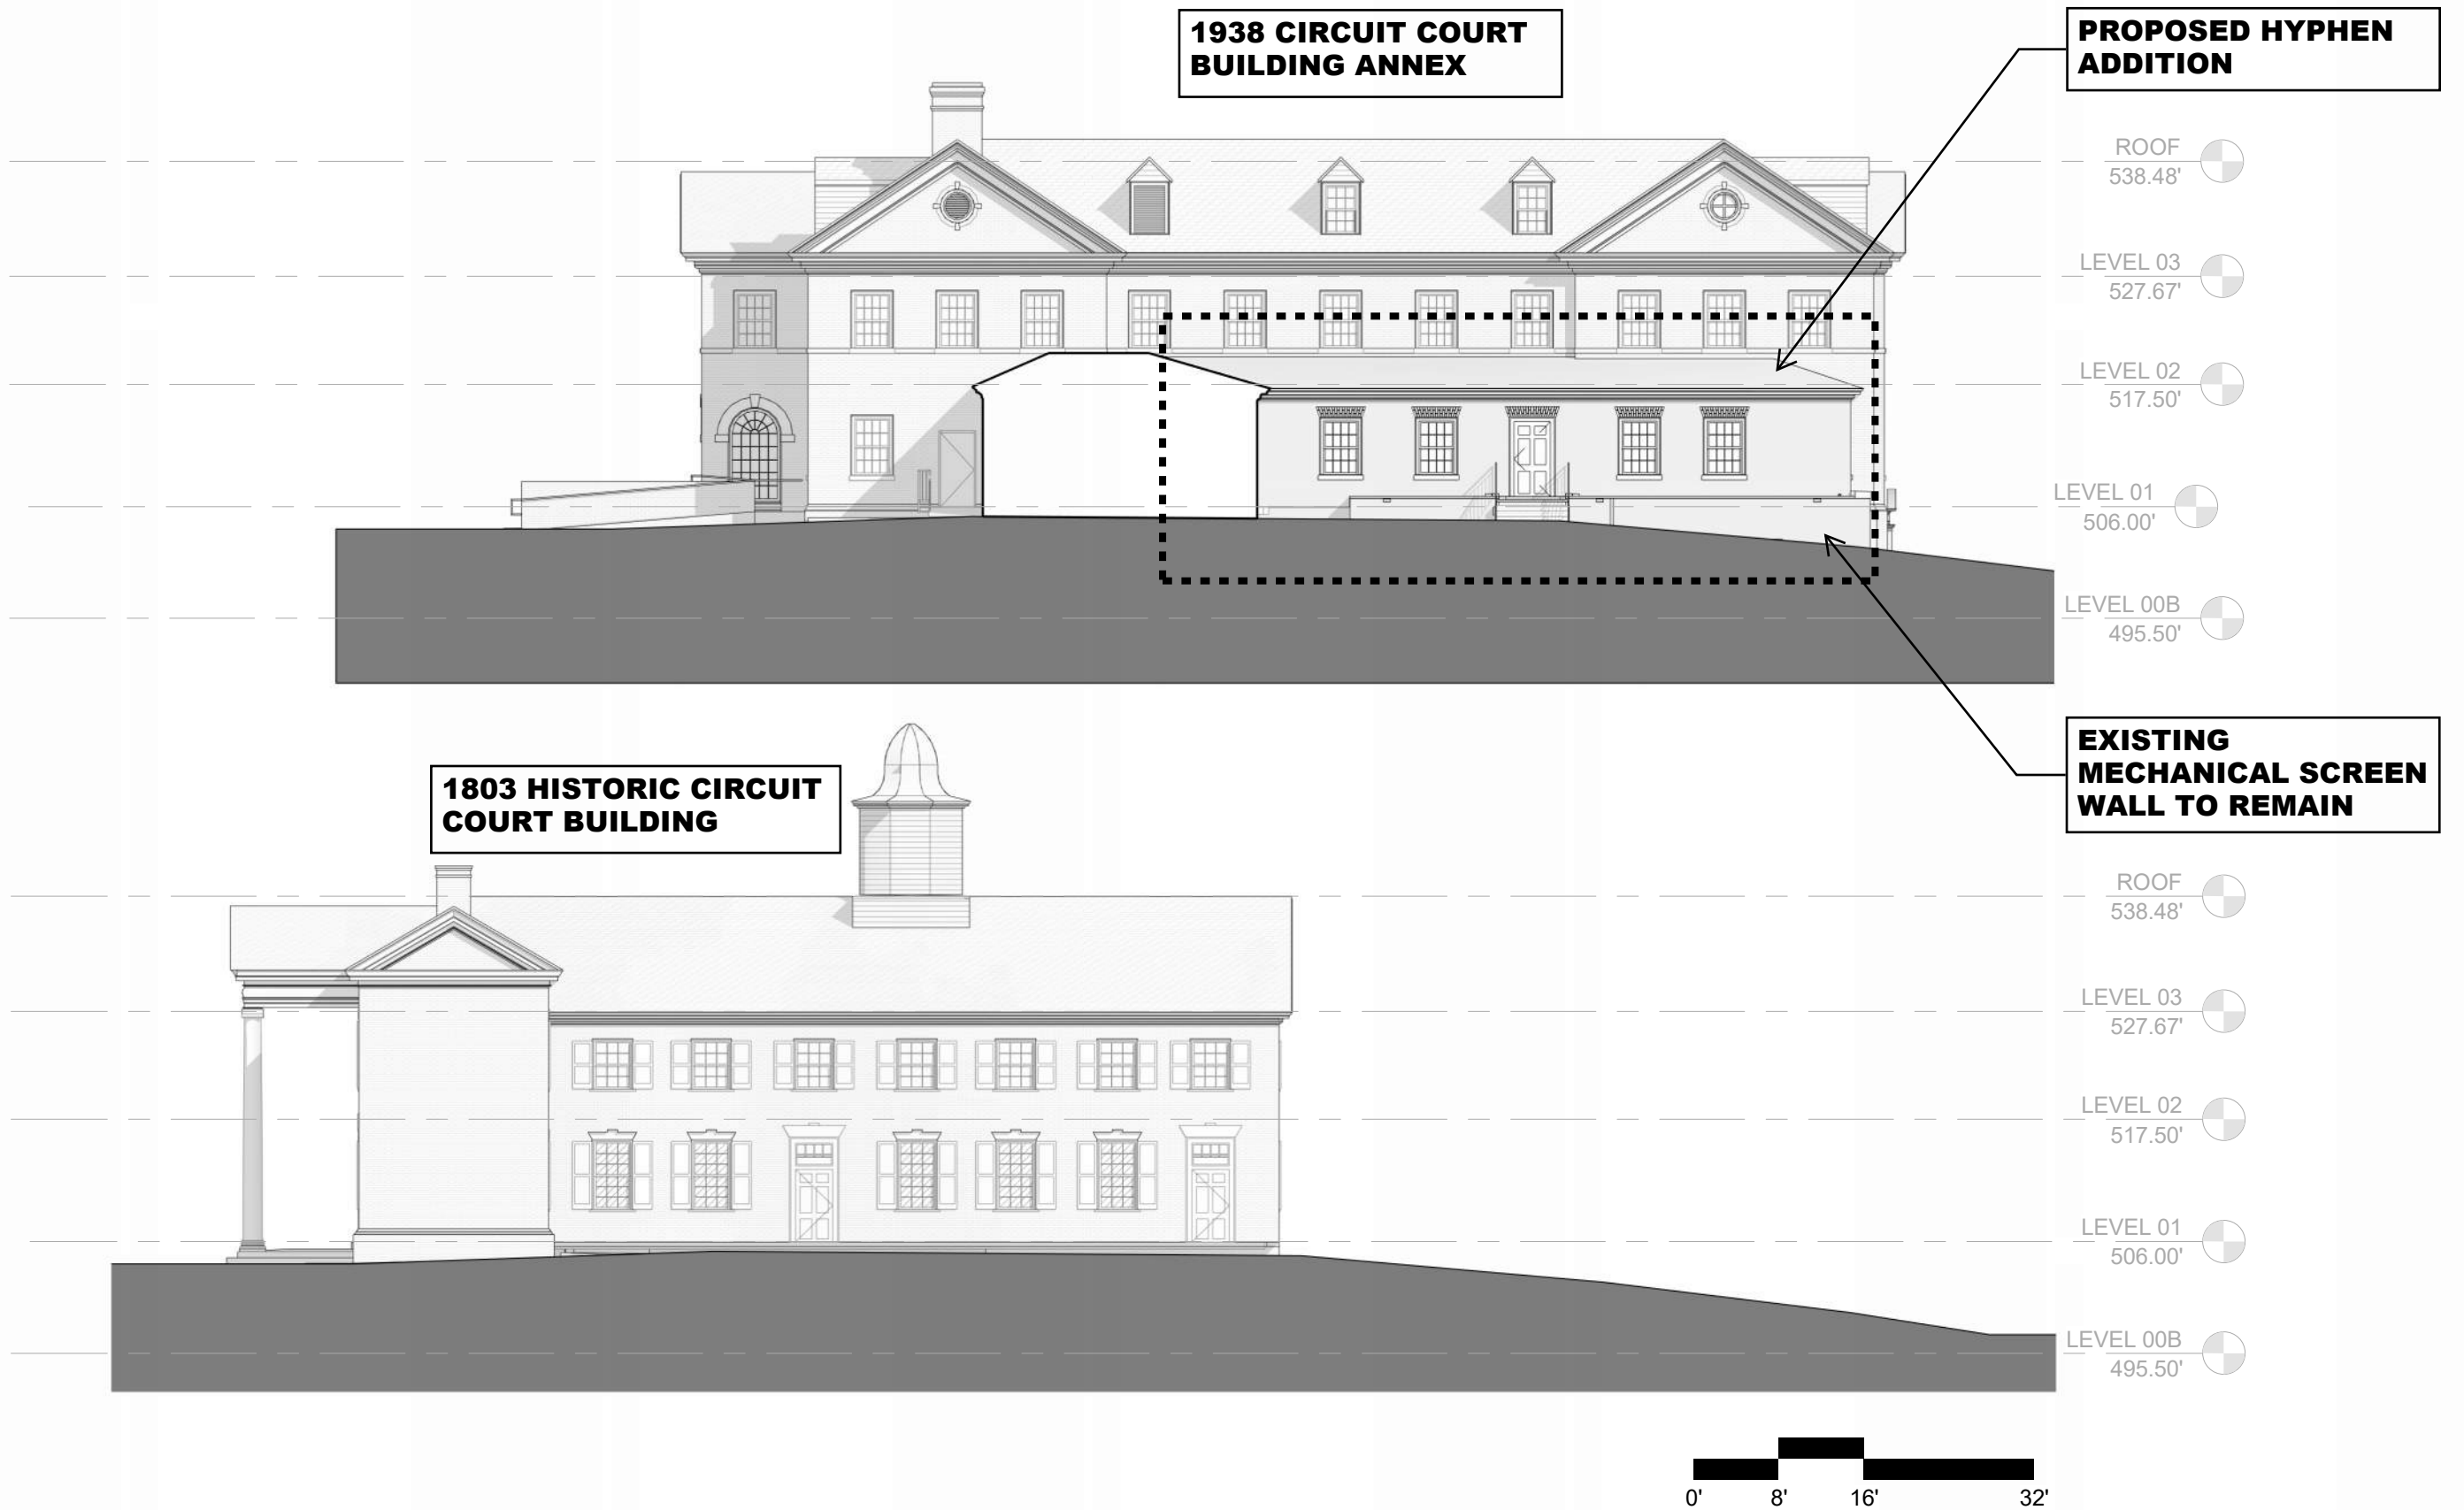 1938 CIRCUIT COURT
BUILDING ANNEX
PROPOSED HYPHEN
ADDITION
ROOF
538.48'
LEVEL 03
527.67'
LEVEL 02
517.50'
LEVEL 01
506.00'
LEVEL 00B
495.50'
EXISTING
MECHANICAL SCREEN
WALL TO REMAIN
1803 HISTORIC CIRCUIT
COURT BUILDING
ROOF
538.48'
LEVEL 03
527.67'
LEVEL 02
517.50'
LEVEL 01
506.00'
LEVEL 00B
495.50'
0' 8' 16' 32'